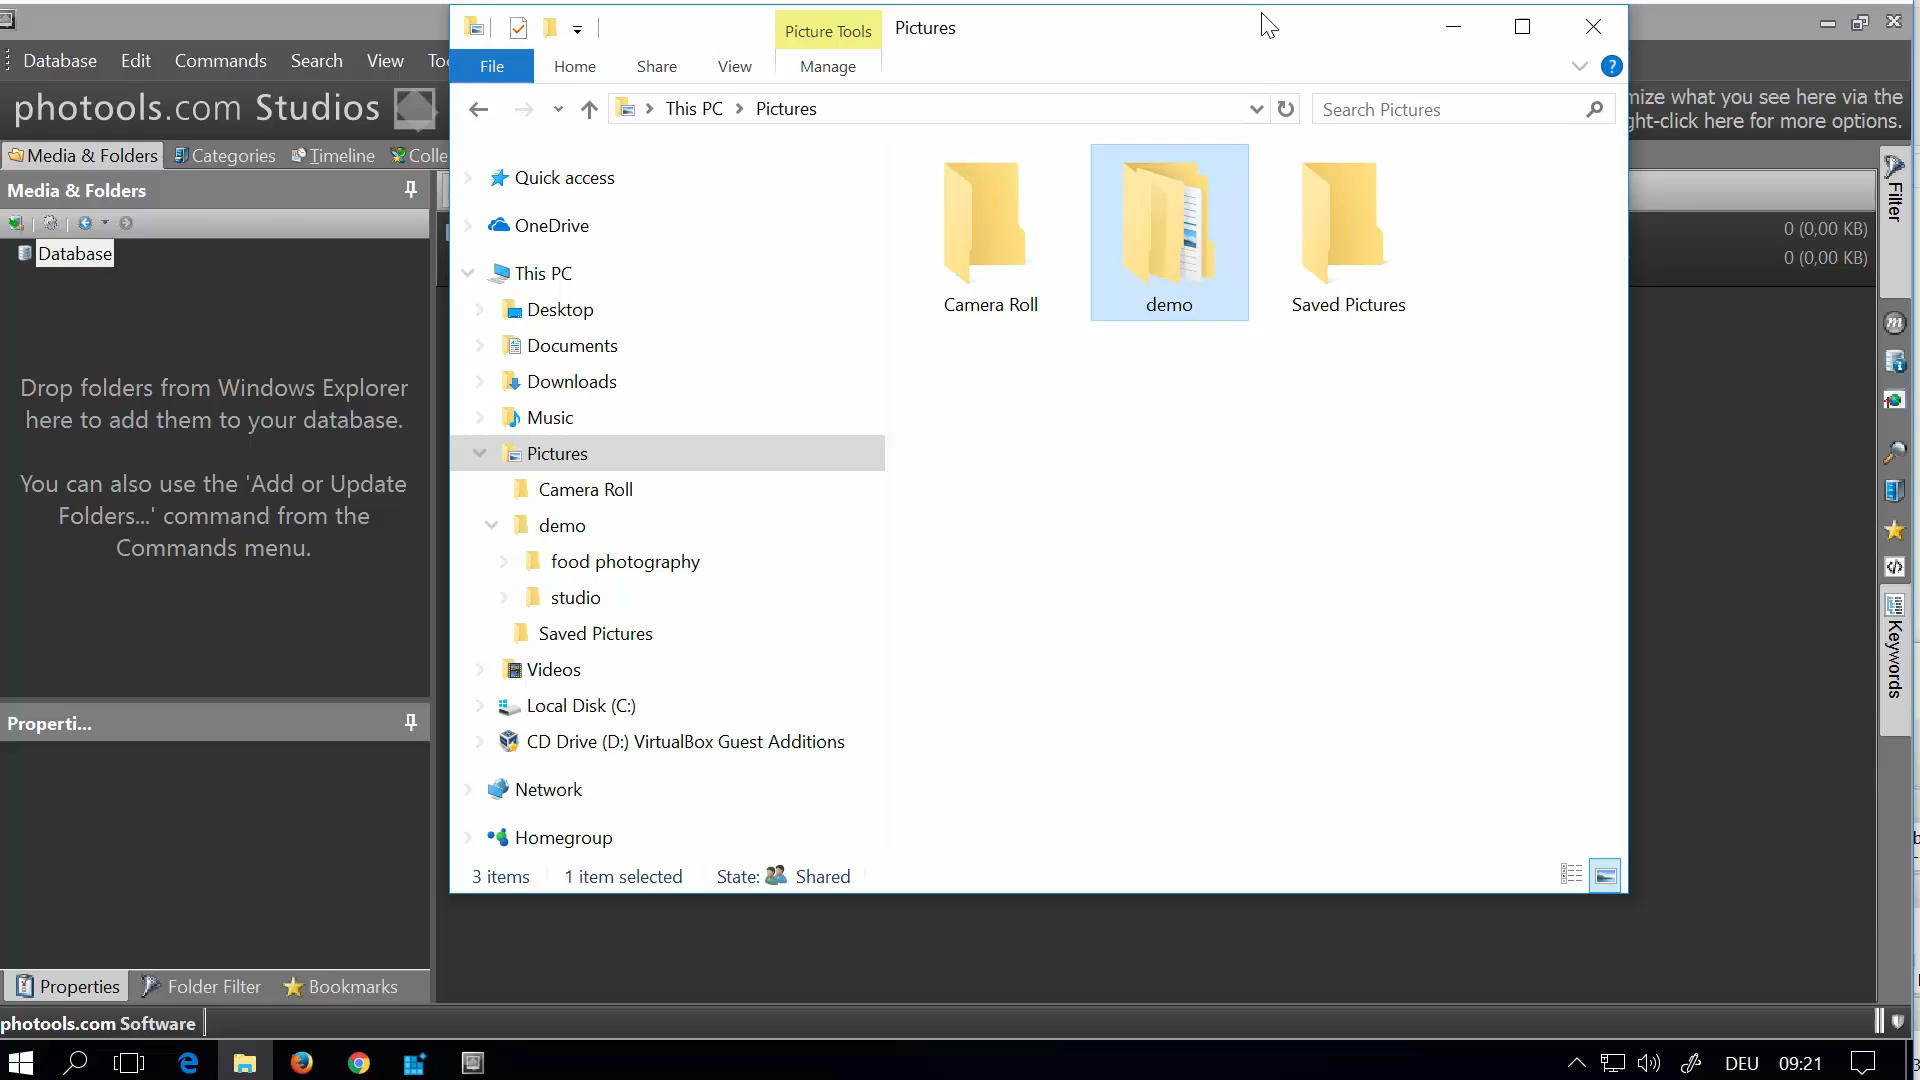 Picture Tools
Pictures
Database Edit Commands Search View Too
File Home Share View Manage
photools.com Studios
This PC Pictures
Search Pictures
mize what you see here via the
ght-click here for more options.
Media & Folders Categories Timeline Colle
Media & Folders
Database
0 (0,00 KB)
0 (0,00 KB)
Filter
Keywords
Drop folders from Windows Explorer
here to add them to your database.
You can also use the 'Add or Update
Folders...' command from the
Commands menu.
Quick access
OneDrive
This PC
Desktop
Documents
Downloads
Music
Pictures
Camera Roll
demo
food photography
studio
Saved Pictures
Videos
Local Disk (C:)
CD Drive (D:) VirtualBox Guest Additions
Network
Homegroup
Camera Roll
demo
Saved Pictures
3 items 1 item selected State: Shared
Properti...
Properties Folder Filter Bookmarks
photools.com Software
DEU 09:21